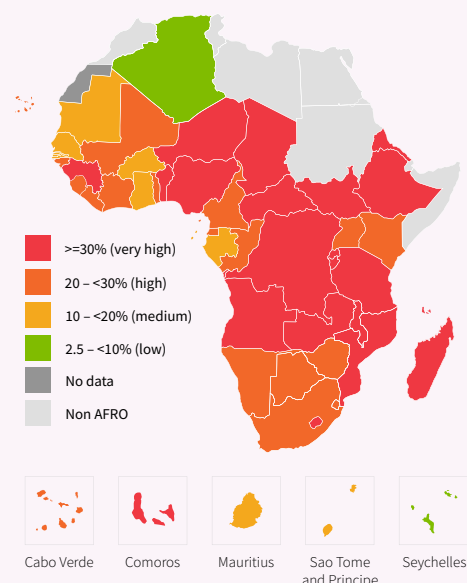 >=30% (very high)
20 – <30% (high)
10 – <20% (medium)
2.5 – <10% (low)
No data
Non AFRO
Cabo Verde
Comoros
Mauritius
Sao Tome
and Principe
Seychelles